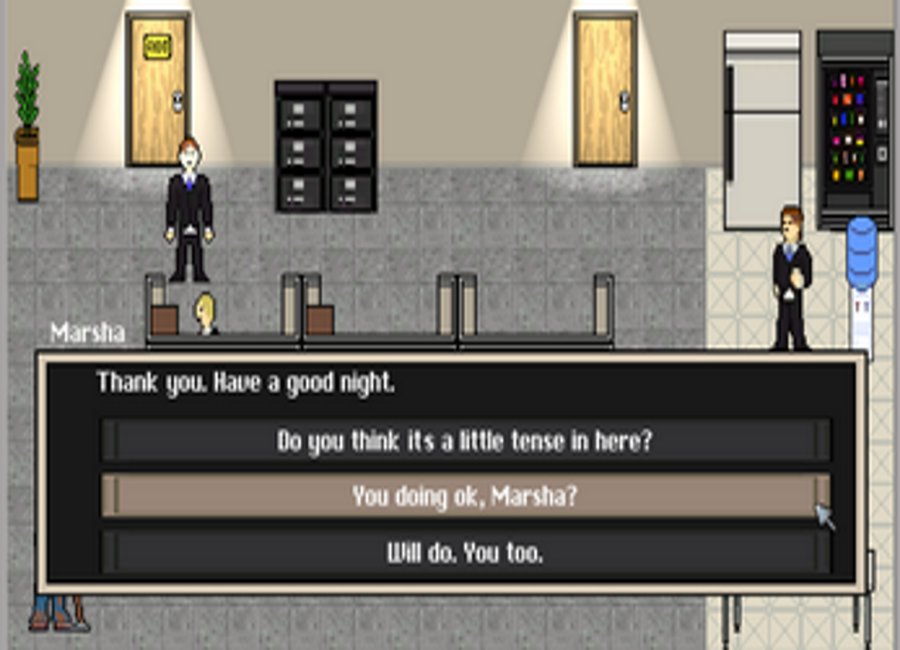 Marsha
Thank you. Have a good night.
Do you think its a little tense in here?
You doing ok, Marsha?
Will do. You too.